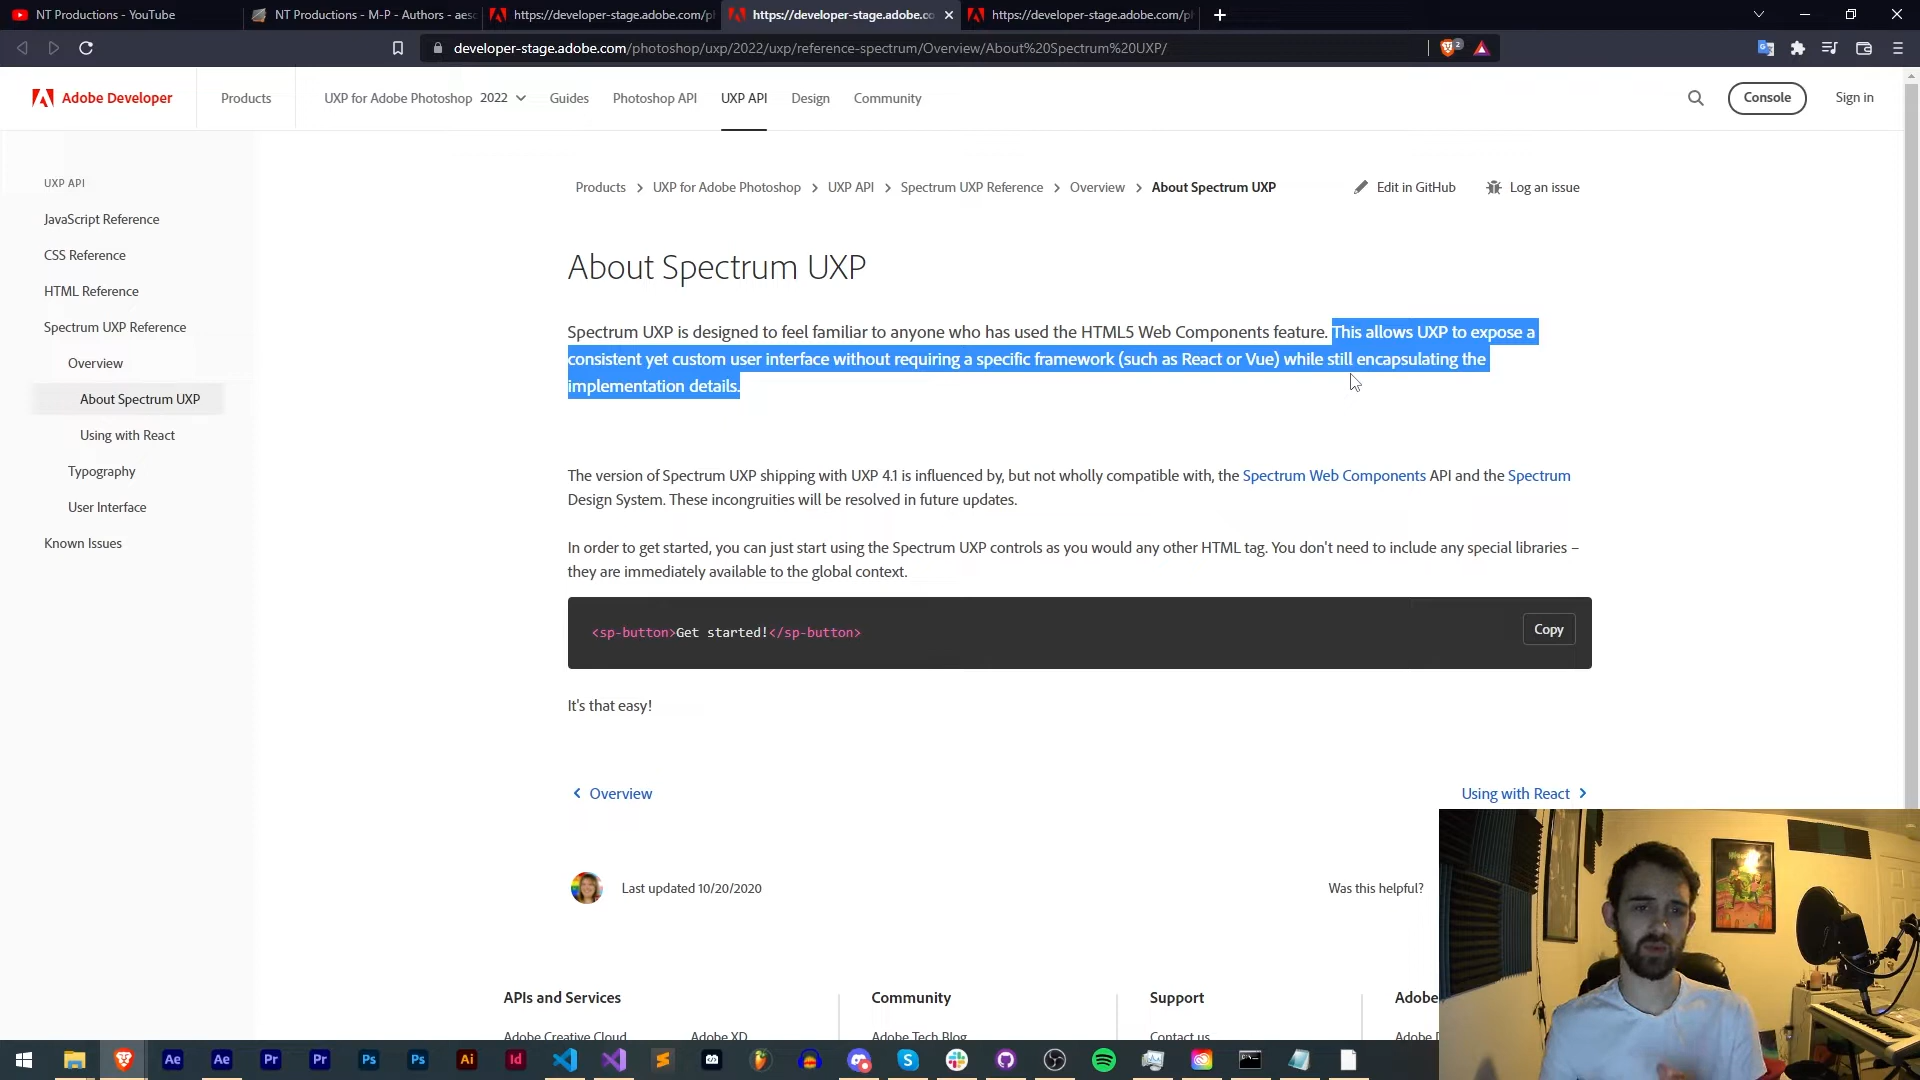 NT Productions - YouTube
NT Productions - M-P - Authors - aesc
https://developer-stage.adobe.com/p
https://developer-stage.adobe.co
https://developer-stage.adobe.com/p
developer-stage.adobe.com/photoshop/uxp/2022/uxp/reference-spectrum/Overview/About%20Spectrum%20UXP/
2
Adobe Developer
Products
UXP for Adobe Photoshop 2022
Guides
Photoshop API
UXP API
Design
Community
Console
Sign in
UXP API
JavaScript Reference
CSS Reference
HTML Reference
Spectrum UXP Reference
Overview
About Spectrum UXP
Using with React
Typography
User Interface
Known Issues
Products > UXP for Adobe Photoshop > UXP API > Spectrum UXP Reference > Overview > About Spectrum UXP
Edit in GitHub
Log an issue
About Spectrum UXP
Spectrum UXP is designed to feel familiar to anyone who has used the HTML5 Web Components feature. This allows UXP to expose a
consistent yet custom user interface without requiring a specific framework (such as React or Vue) while still encapsulating the
implementation details.
The version of Spectrum UXP shipping with UXP 4.1 is influenced by, but not wholly compatible with, the Spectrum Web Components API and the Spectrum
Design System. These incongruities will be resolved in future updates.
In order to get started, you can just start using the Spectrum UXP controls as you would any other HTML tag. You don't need to include any special libraries –
they are immediately available to the global context.
<sp-button>Get started!</sp-button>
Copy
It's that easy!
Overview
Using with React
Last updated 10/20/2020
Was this helpful?
APIs and Services
Community
Support
Adobe
Adobe Creative Cloud
Adobe XD
Adobe Tech Blog
Contact us
Ae
Ae
Pr
Pr
Ps
Ps
Ai
Id